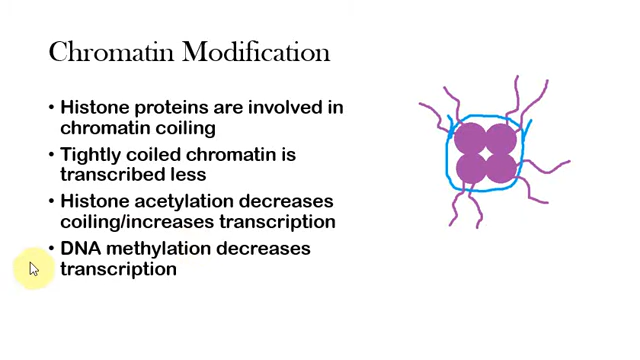 Chromatin Modification
• Histone proteins are involved in
chromatin coiling
• Tightly coiled chromatin is
transcribed less
• Histone acetylation decreases
coiling/increases transcription
• DNA methylation decreases
transcription